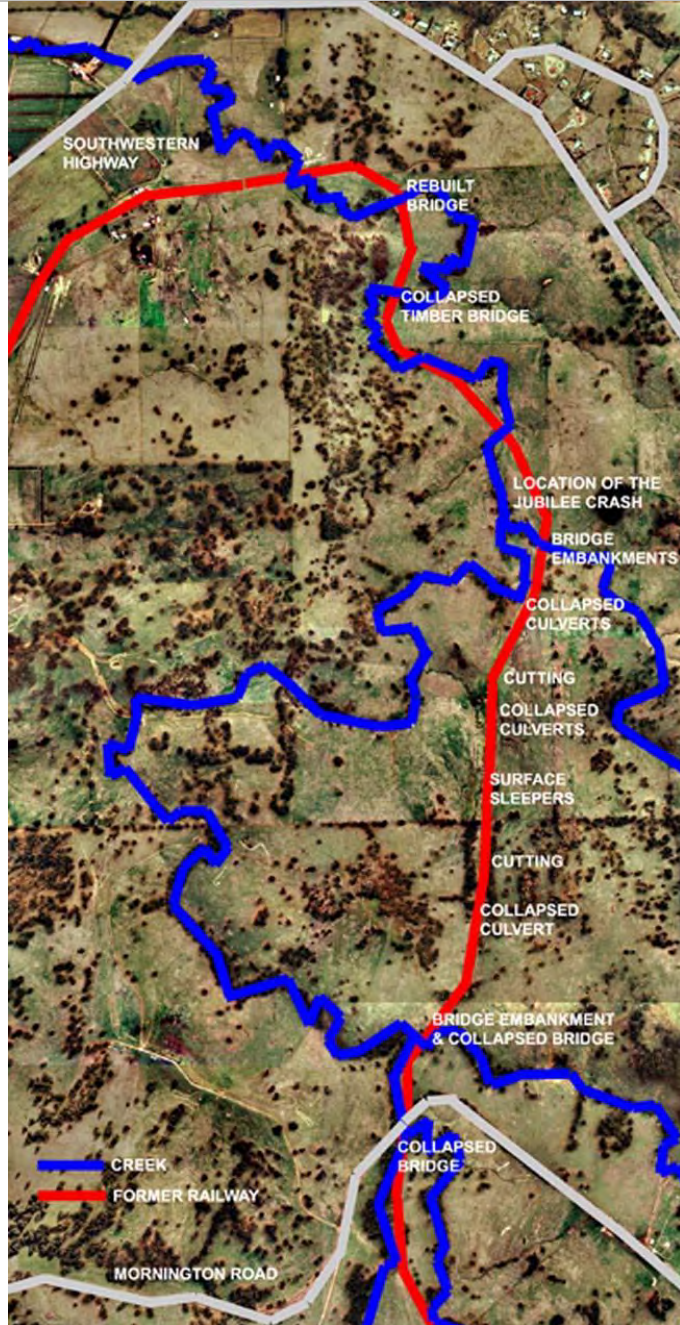 SOUTHWESTERN
HIGHWAY
REBUILT
BRIDGE
COLLAPSED
TIMBER BRIDGE
LOCATION OF THE
JUBILEE CRASH
BRIDGE
EMBANKMENTS
COLLAPSED
CULVERTS
CUTTING
COLLAPSED
CULVERTS
SURFACE
SLEEPERS
CUTTING
COLLAPSED
CULVERT
BRIDGE EMBANKMENT
& COLLAPSED BRIDGE
COLLAPSED
BRIDGE
CREEK
FORMER RAILWAY
MORNINGTON ROAD